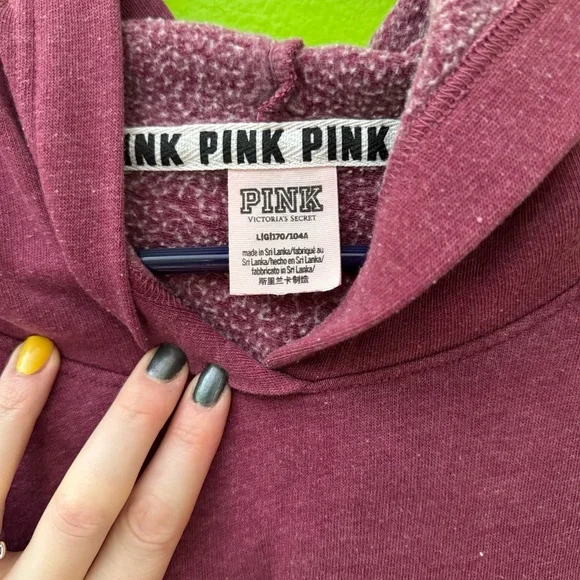 INK PINK PINK
PINK
VICTORIA'S SECRET
L|G|170/104A
made in Sri Lanka/fabriqué au
Sri Lanka/hecho en Sri Lanka/
fabbricato in Sri Lanka/
斯里兰卡制造